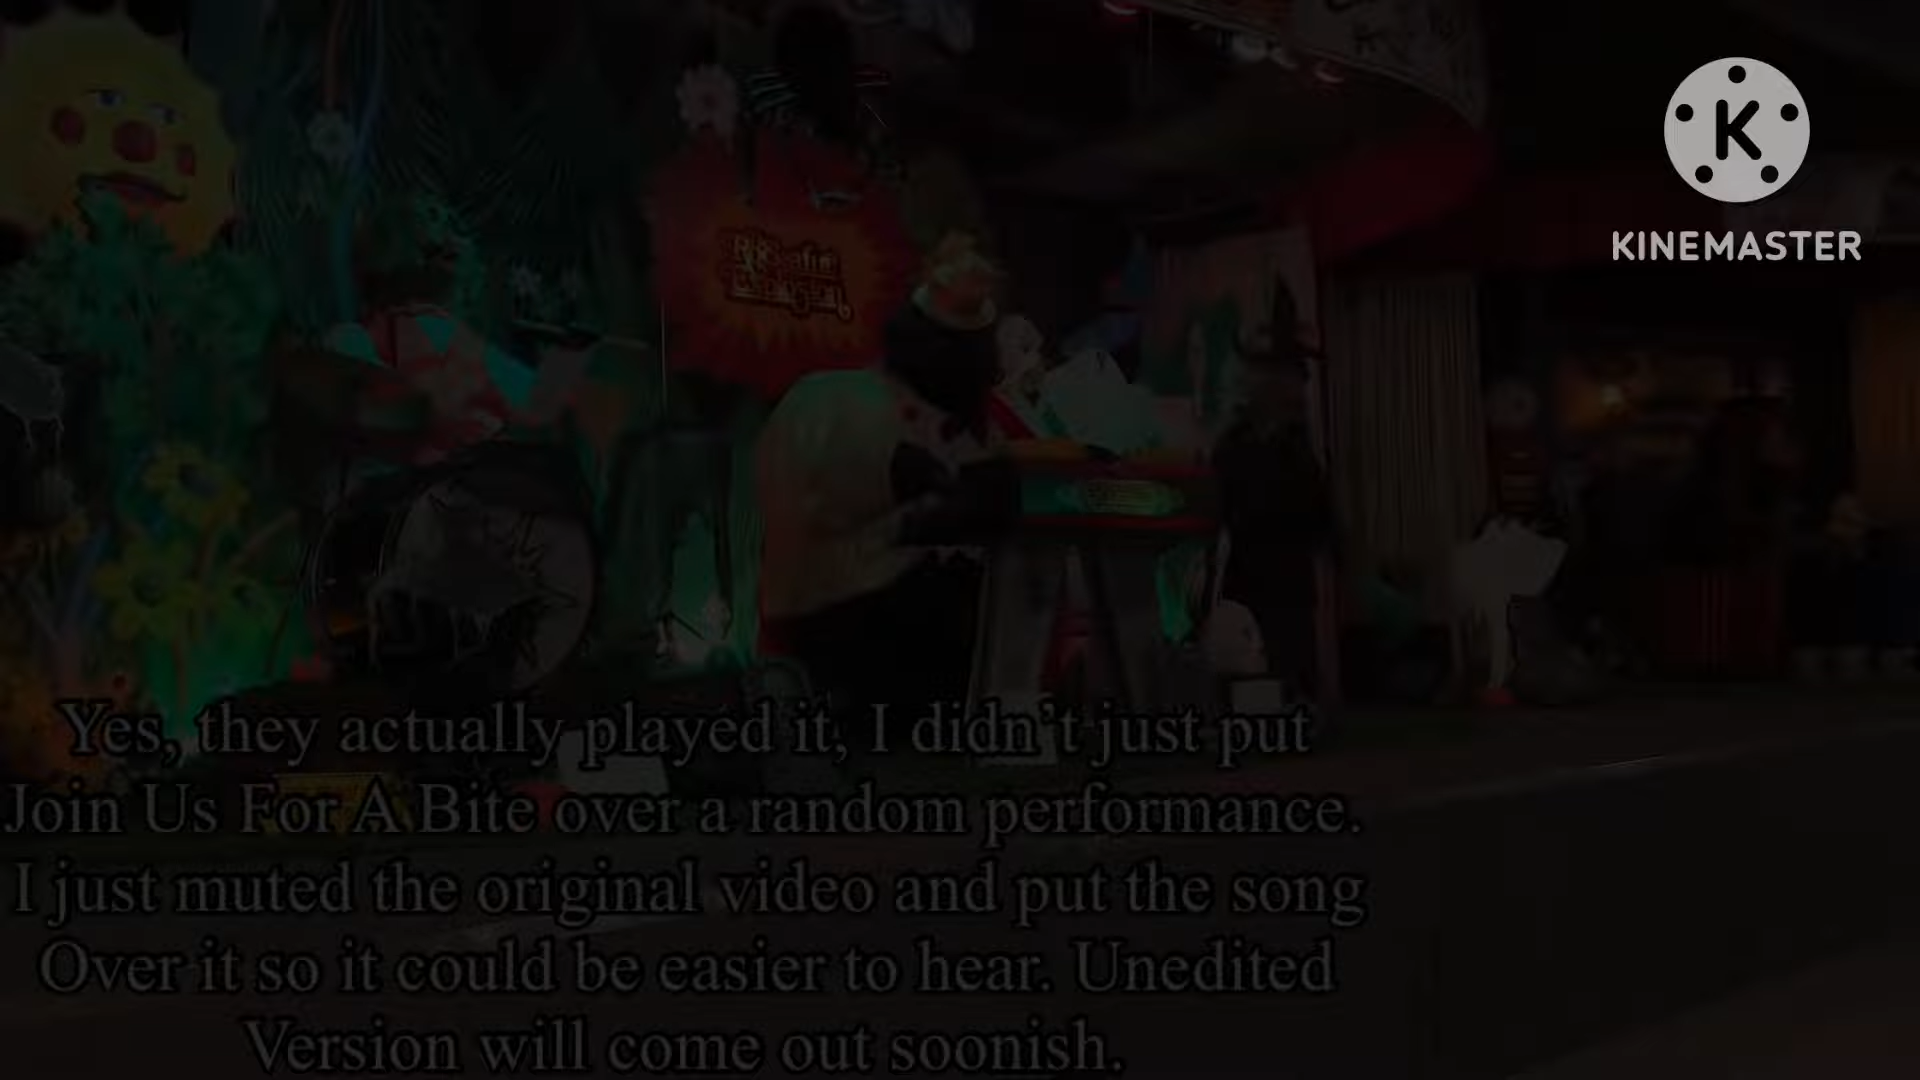 K
KINEMASTER
Yes, they actually played it, I didn't just put
Join Us For A Bite over a random performance.
I just muted the original video and put the song
Over it so it could be easier to hear. Unedited
Version will come out soonish.